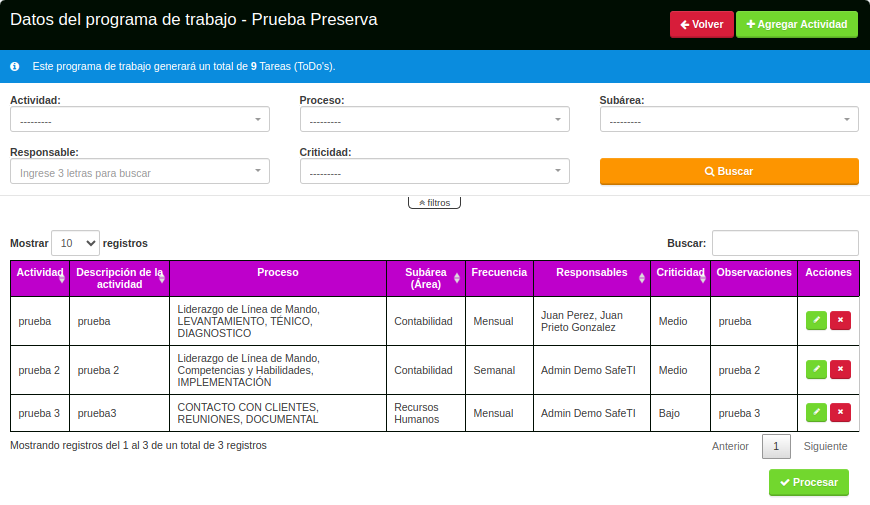 Datos del programa de trabajo - Prueba Preserva
Volver
Agregar Actividad
Este programa de trabajo generará un total de 9 Tareas (ToDo's).
Actividad:
Proceso:
Subárea:
---------
---------
---------
Responsable:
Criticidad:
Ingrese 3 letras para buscar
---------
Buscar
filtros
Mostrar 10 registros
Buscar:
Actividad
Descripción de la
actividad
Proceso
Subárea
(Área)
Frecuencia
Responsables
Criticidad
Observaciones
Acciones
prueba
prueba
Liderazgo de Línea de Mando,
LEVANTAMIENTO, TÉNICO,
DIAGNOSTICO
Contabilidad
Mensual
Juan Perez, Juan
Prieto Gonzalez
Medio
prueba
prueba 2
prueba 2
Liderazgo de Línea de Mando,
Competencias y Habilidades,
IMPLEMENTACIÓN
Contabilidad
Semanal
Admin Demo SafeTI
Medio
prueba 2
prueba 3
prueba3
CONTACTO CON CLIENTES,
REUNIONES, DOCUMENTAL
Recursos
Humanos
Mensual
Admin Demo SafeTI
Bajo
prueba 3
Mostrando registros del 1 al 3 de un total de 3 registros
Anterior
1
Siguiente
Procesar